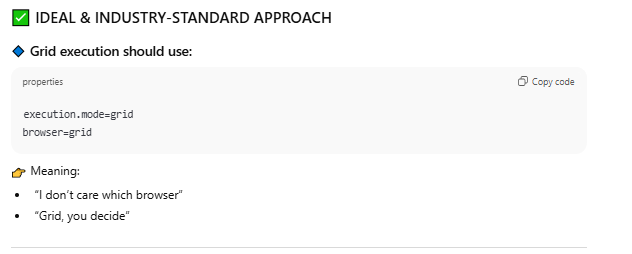 ✅ IDEAL & INDUSTRY-STANDARD APPROACH
🔹 Grid execution should use:
properties
Copy code
execution.mode=grid
browser=grid
👉 Meaning:
• “I don’t care which browser”
• “Grid, you decide”